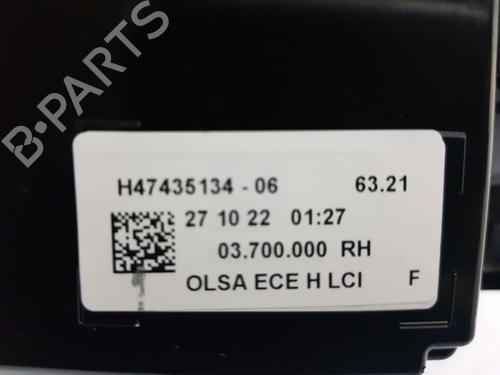 B-PARTS
H47435134 - 06 63.21
27 10 22 01:27
03.700.000 RH
OLSA ECE H LCI F